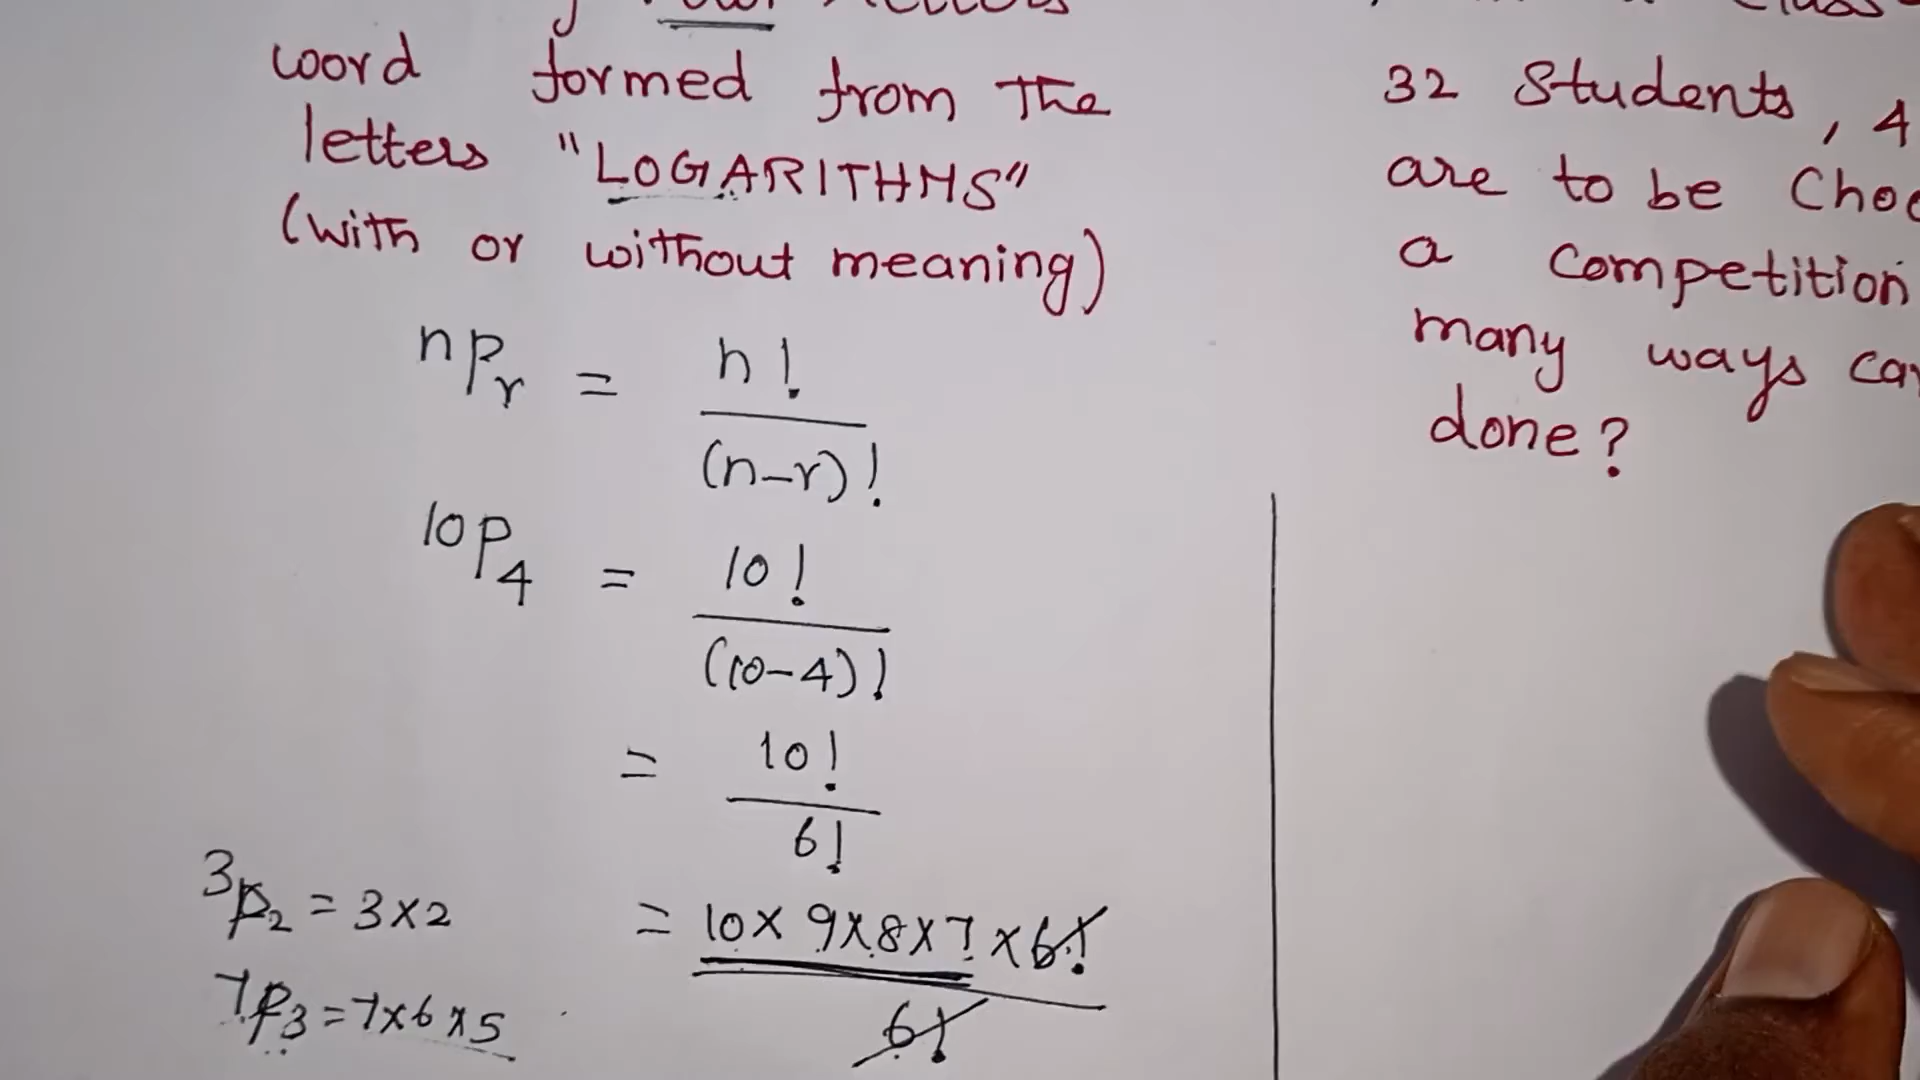 word formed from the
letters "LOGARITHMS"
(with or without meaning)
nPr = n!
(n-r)!
10P4 = 10!
(10-4)!
= 10!
6!
= 10× 9×8×7×6!
6!
3P2 = 3×2
7P3=7×6×5
32 Students, 4
are to be
a competition
many ways
done?